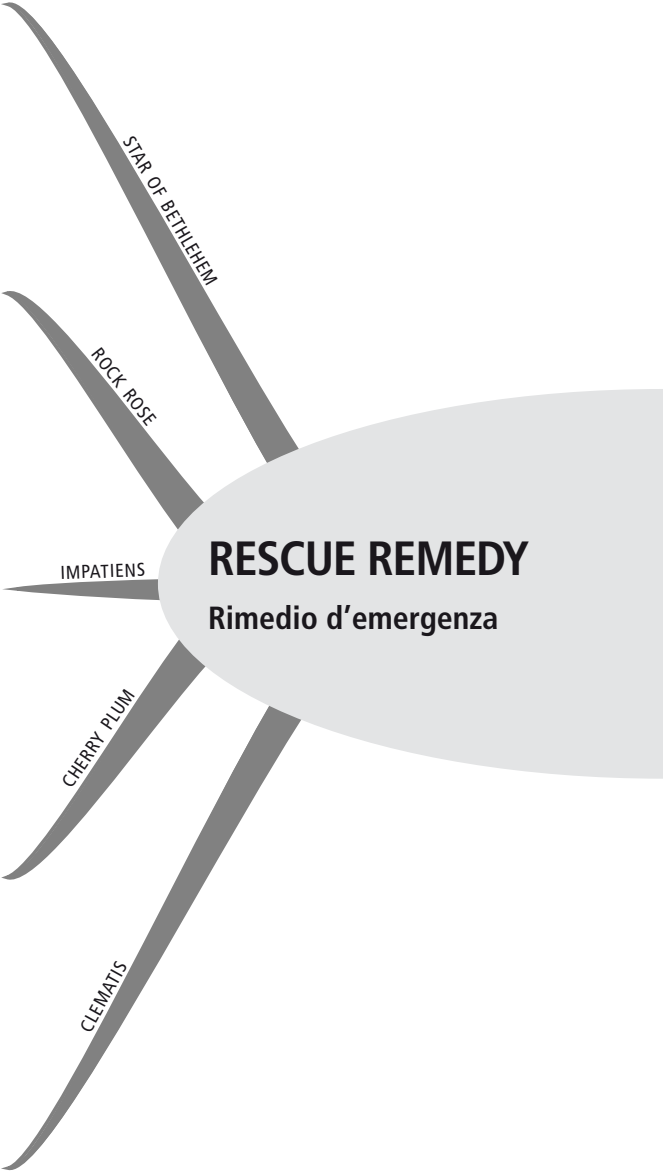 STAR OF BETHLEHEM
ROCK ROSE
IMPATIENS
RESCUE REMEDY
Rimedio d’emergenza
CHERRY PLUM
CLEMATIS